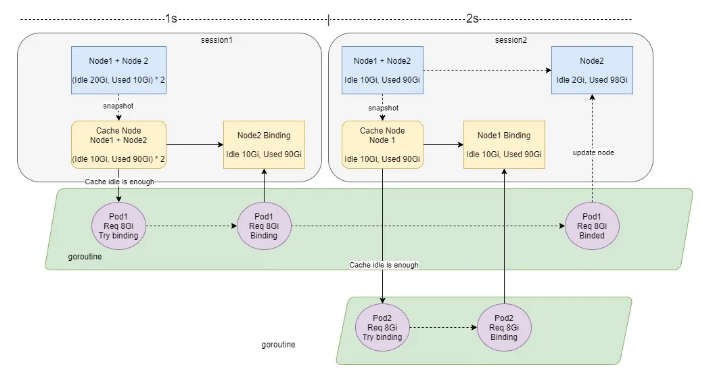 1s
2s
session1
session2
Node1 + Node 2
(Idle 20Gi, Used 10Gi) * 2
Node1 + Node2
Idle 10Gi, Used 90Gi
Node2
Idle 2Gi, Used 98Gi
snapshot
snapshot
Cache Node
Node1 + Node2
(Idle 10Gi, Used 90Gi) * 2
Node2 Binding
Idle 10Gi, Used 90Gi
Cache Node
Node 1
Idle 10Gi, Used 90Gi
Node1 Binding
Idle 10Gi, Used 90Gi
update node
Cache idle is enough
Pod1
Req 8Gi
Try binding
Pod1
Req 8Gi
Binding
Pod1
Req 8Gi
Binded
goroutine
Cache idle is enough
Pod2
Req 8Gi
Try binding
Pod2
Req 8Gi
Binding
goroutine